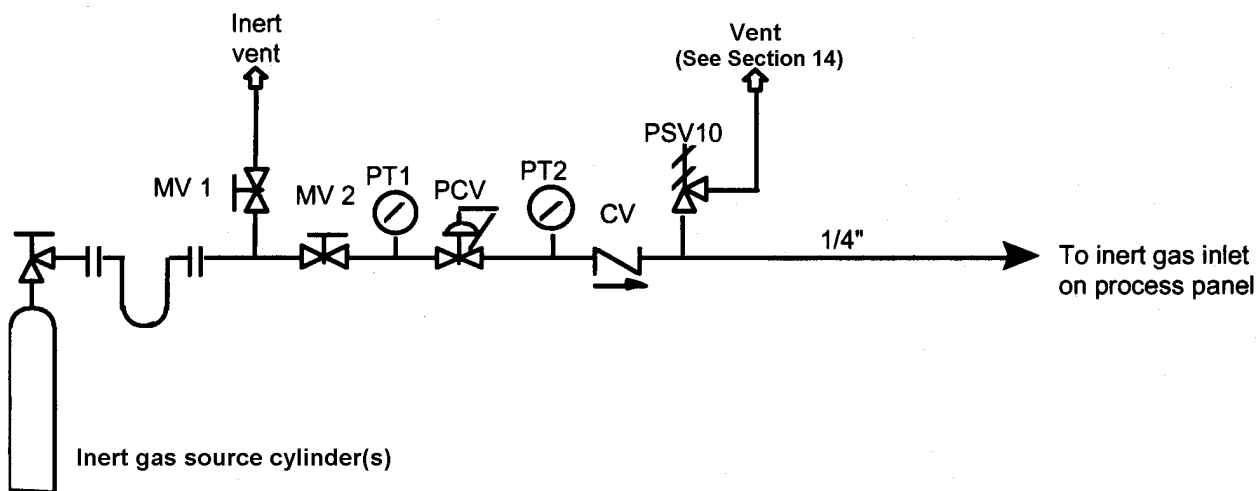 Inert
vent
Vent
(See Section 14)
PSV10
MV 1
MV 2
PT1
PCV
PT2
CV
1/4"
To inert gas inlet
on process panel
Inert gas source cylinder(s)